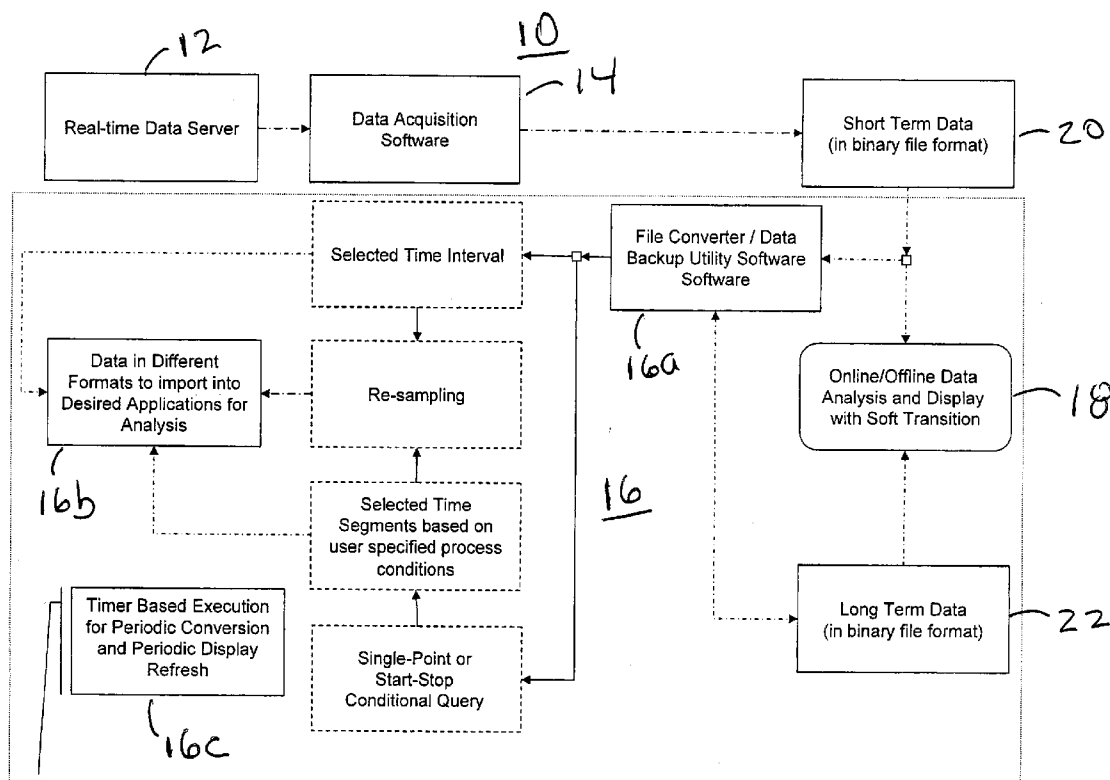 12
10
14
Real-time Data Server
Data Acquisition
Software
Short Term Data
(in binary file format)
20
Selected Time Interval
File Converter / Data
Backup Utility Software
Software
16a
Data in Different
Formats to import into
Desired Applications for
Analysis
16b
Re-sampling
Online/Offline Data
Analysis and Display
with Soft Transition
18
Selected Time
Segments based on
user specified process
conditions
16
Timer Based Execution
for Periodic Conversion
and Periodic Display
Refresh
16c
Single-Point or
Start-Stop
Conditional Query
Long Term Data
(in binary file format)
22